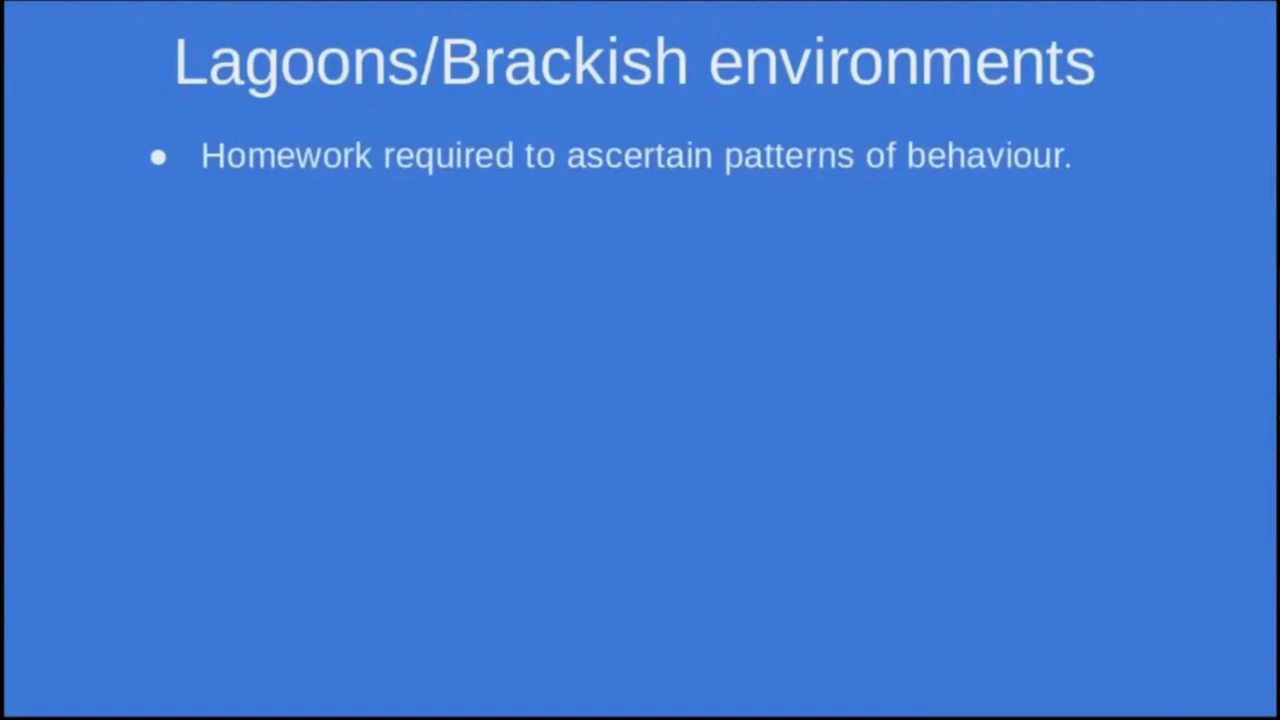 Lagoons/Brackish environments
● Homework required to ascertain patterns of behaviour.